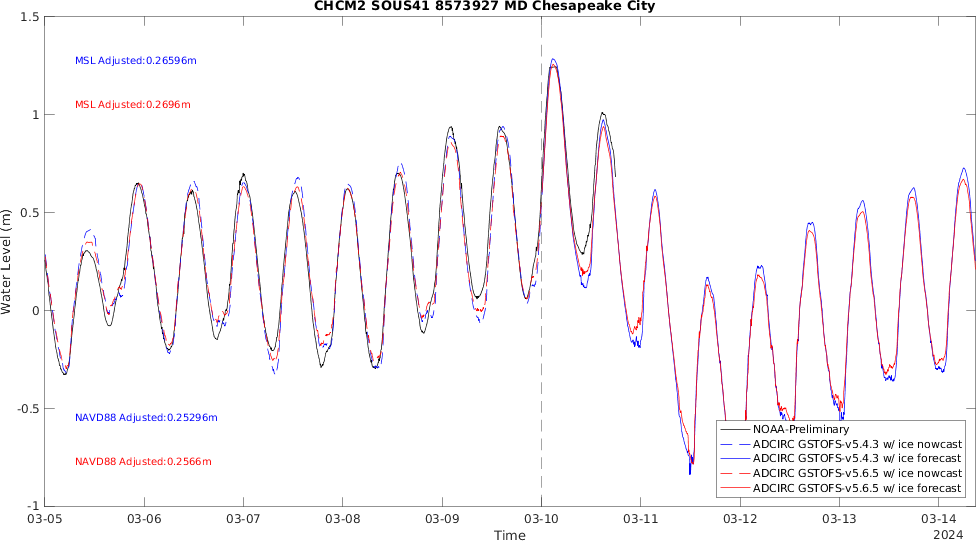 CHCM2 SOUS41 8573927 MD Chesapeake City
1.5
1
0.5
0
-0.5
-1
Water Level (m)
MSL Adjusted:0.26596m
MSL Adjusted:0.2696m
NAVD88 Adjusted:0.25296m
NAVD88 Adjusted:0.2566m
NOAA-Preliminary
ADCIRC GSTOFS-v5.4.3 w/ ice nowcast
ADCIRC GSTOFS-v5.4.3 w/ ice forecast
ADCIRC GSTOFS-v5.6.5 w/ ice nowcast
ADCIRC GSTOFS-v5.6.5 w/ ice forecast
03-05 03-06 03-07 03-08 03-09 03-10 03-11 03-12 03-13 03-14
Time
2024